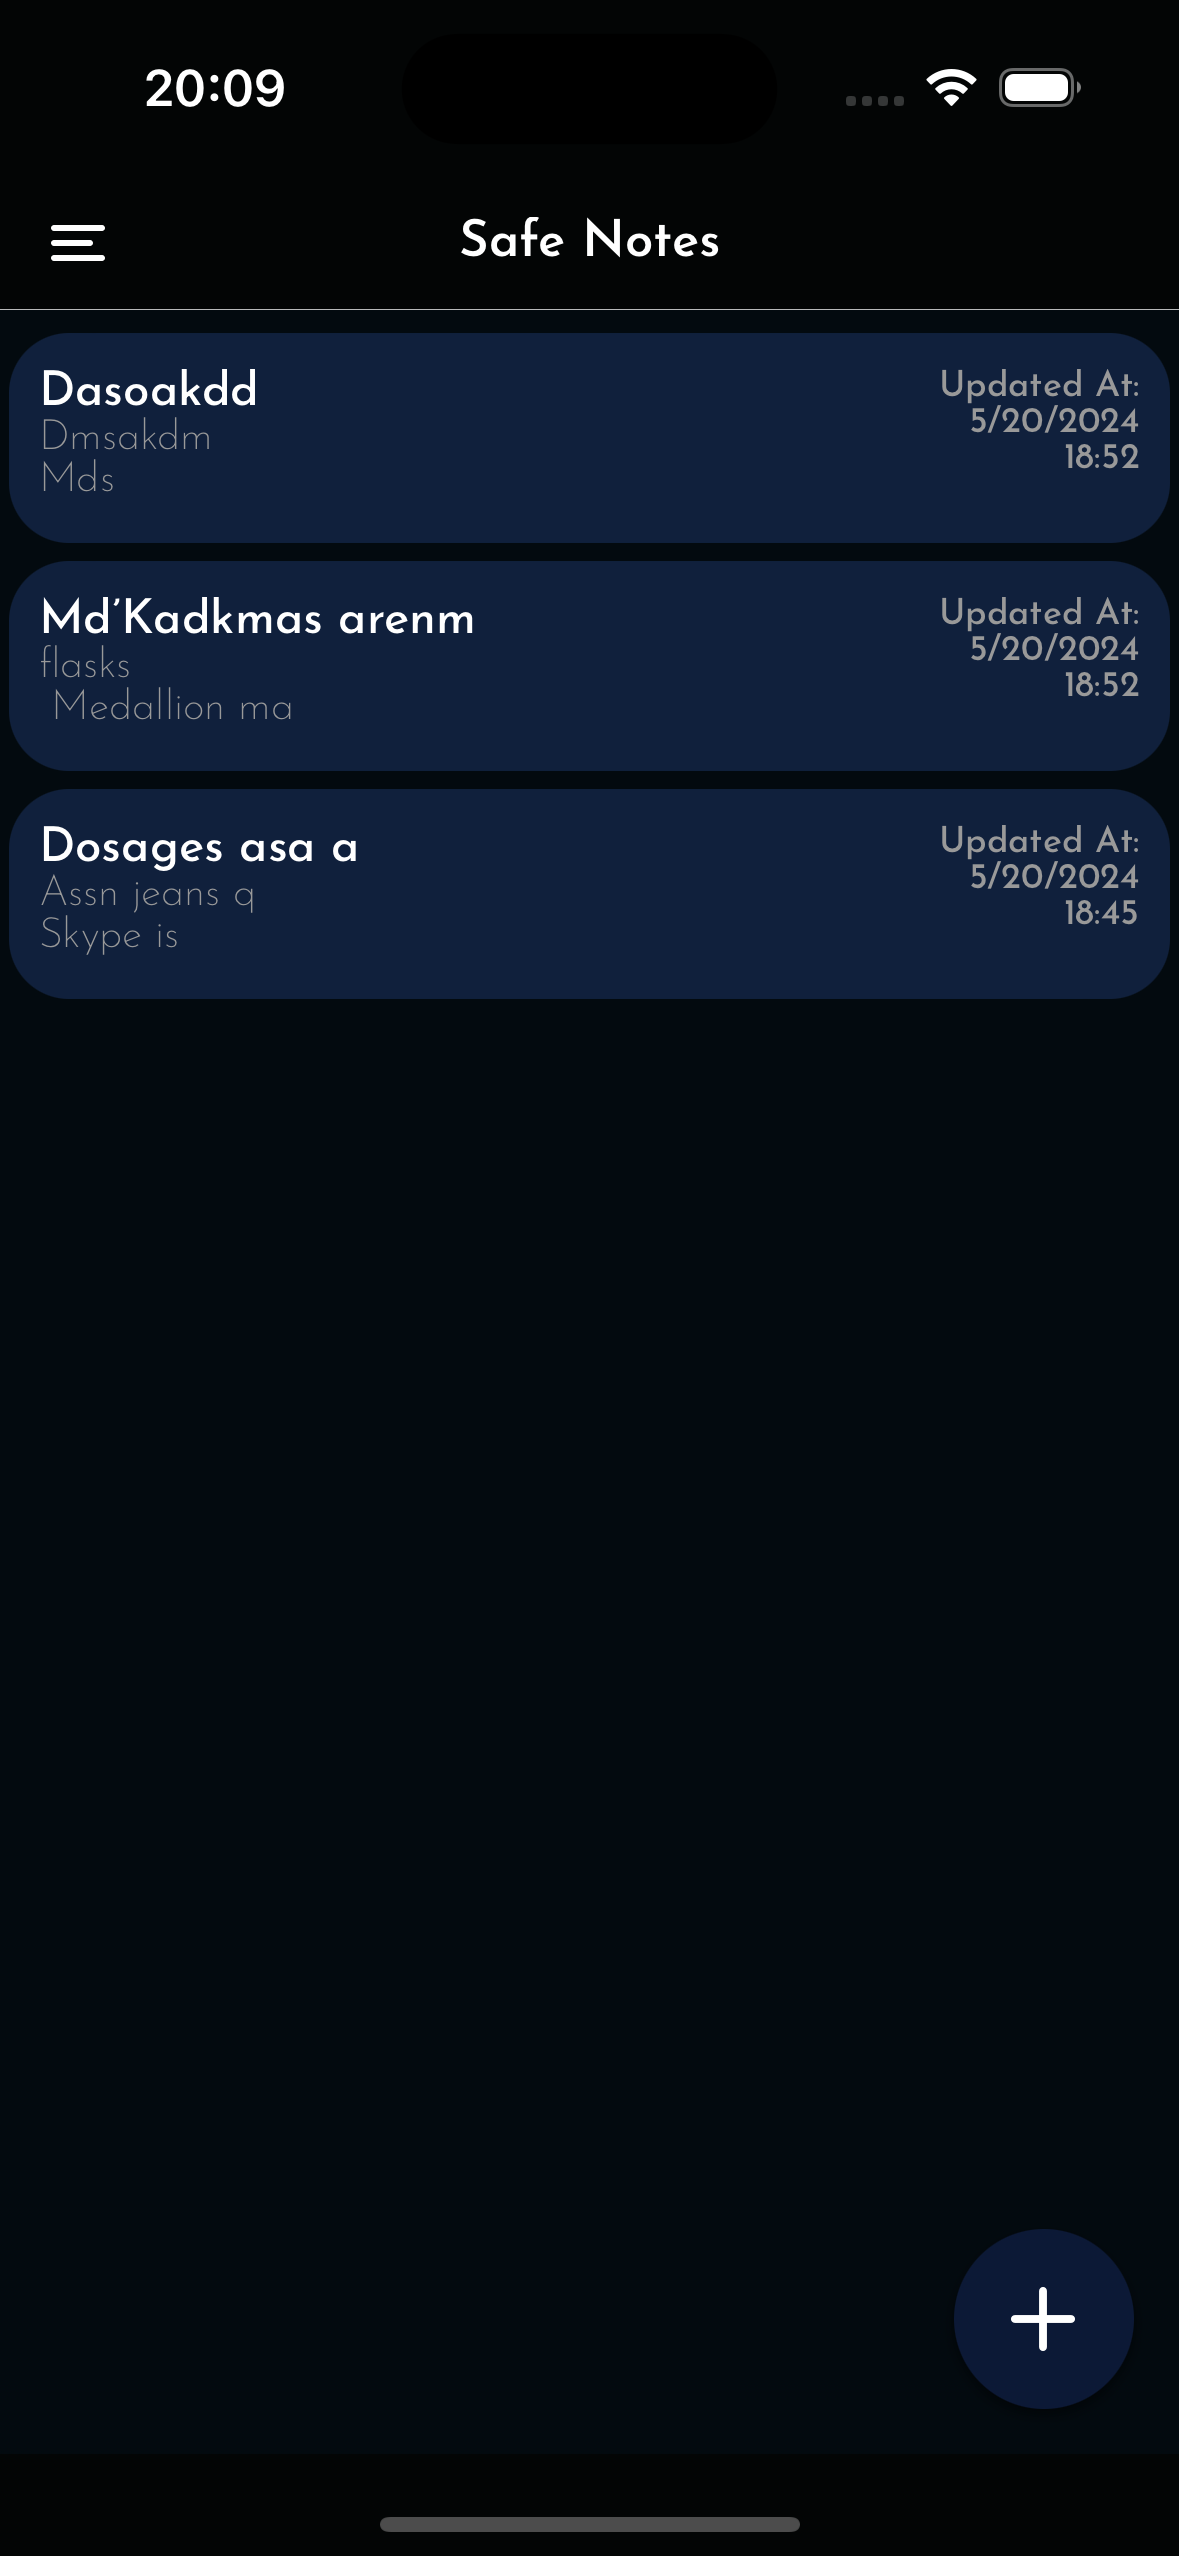 20:09
Safe Notes
Dasoakdd
Dmsakdm
Mds
Updated At:
5/20/2024
18:52
Md’Kadkmas arenm
flasks
Medallion ma
Updated At:
5/20/2024
18:52
Dosages asa a
Assn jeans q
Skype is
Updated At:
5/20/2024
18:45